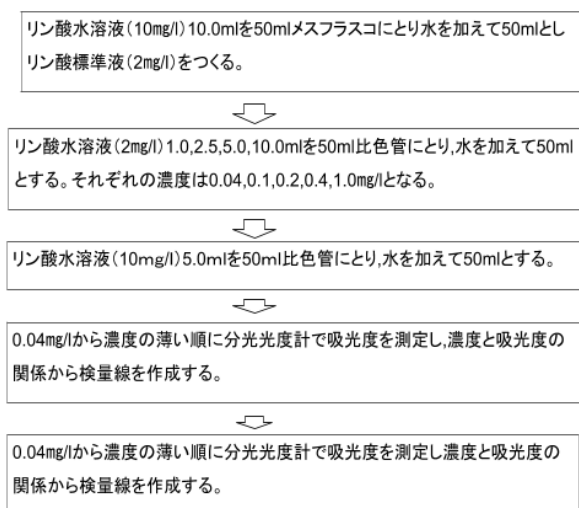 リン酸水溶液(10㎎/l)10.0mlを50mlメスフラスコにとり水を加えて50mlとし
リン酸標準液(2㎎/l)をつくる。
リン酸水溶液(2㎎/l)1.0,2.5,5.0,10.0mlを50ml比色管にとり,水を加えて50ml
とする。それぞれの濃度は0.04,0.1,0.2,0.4,1.0㎎/lとなる。
リン酸水溶液(10mg/l)5.0mlを50ml比色管にとり,水を加えて50mlとする。
0.04㎎/lから濃度の薄い順に分光光度計で吸光度を測定し,濃度と吸光度の
関係から検量線を作成する。
0.04㎎/lから濃度の薄い順に分光光度計で吸光度を測定し濃度と吸光度の
関係から検量線を作成する。